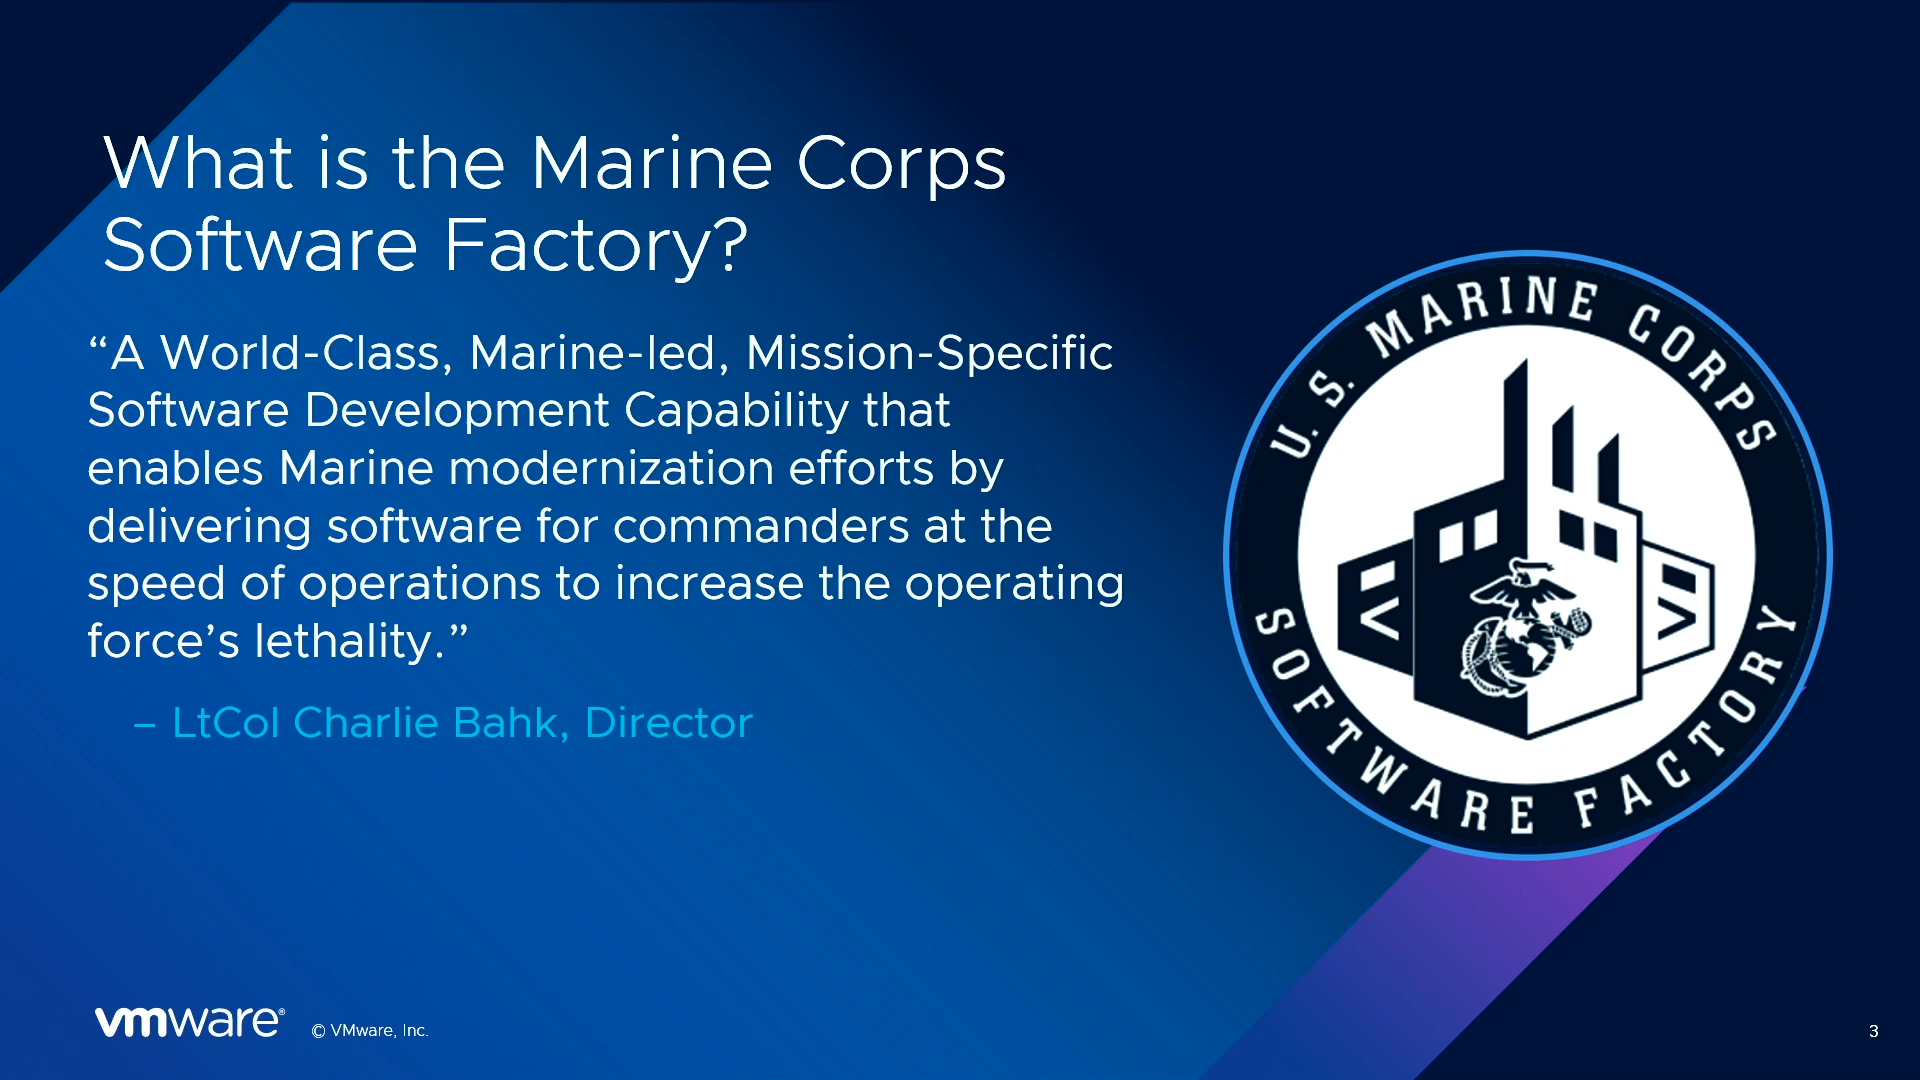 What is the Marine Corps
Software Factory?
“A World-Class, Marine-led, Mission-Specific
Software Development Capability that
enables Marine modernization efforts by
delivering software for commanders at the
speed of operations to increase the operating
force’s lethality.”
– LtCol Charlie Bahk, Director
U. S. MARINE CORPS
SOFTWARE FACTORY
vmware®
© VMware, Inc.
3